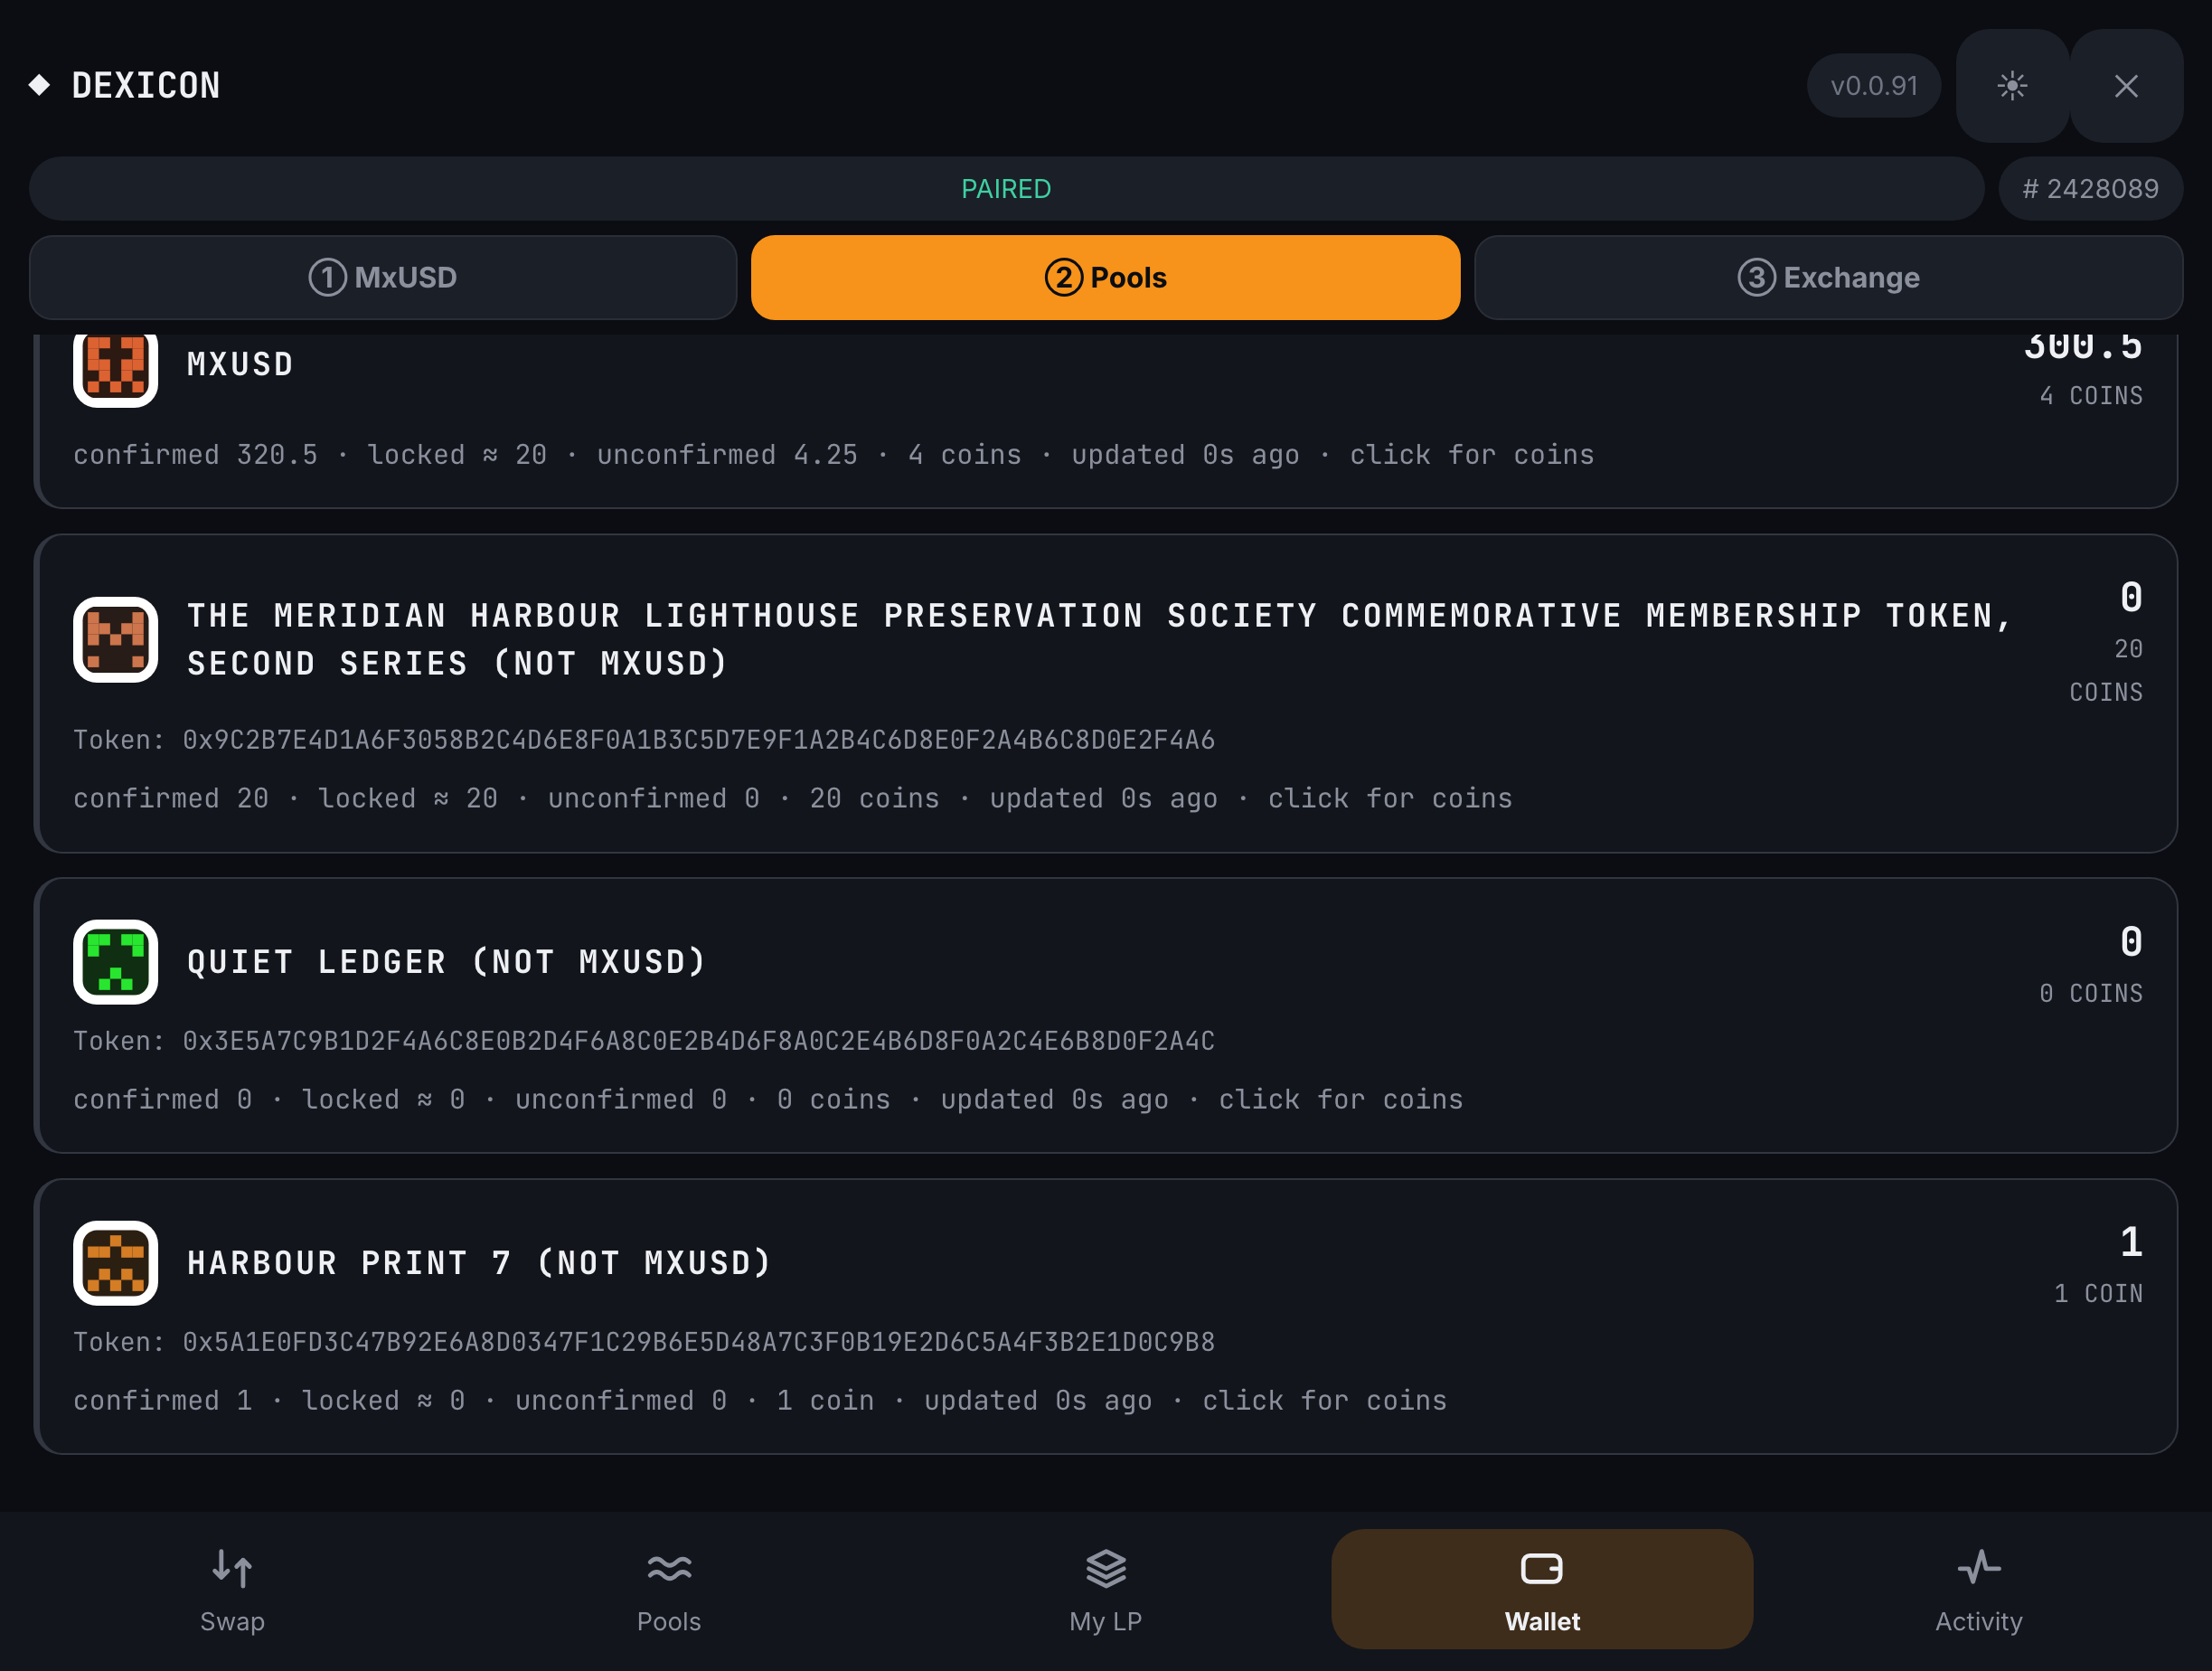 DEXICON
v0.0.91
PAIRED
# 2428089
1 MxUSD
2 Pools
3 Exchange
MXUSD
300.5
4 COINS
confirmed 320.5 · locked ≈ 20 · unconfirmed 4.25 · 4 coins · updated 0s ago · click for coins
THE MERIDIAN HARBOUR LIGHTHOUSE PRESERVATION SOCIETY COMMEMORATIVE MEMBERSHIP TOKEN,
SECOND SERIES (NOT MXUSD)
0
20
COINS
Token: 0x9C2B7E4D1A6F3058B2C4D6E8F0A1B3C5D7E9F1A2B4C6D8E0F2A4B6C8D0E2F4A6
confirmed 20 · locked ≈ 20 · unconfirmed 0 · 20 coins · updated 0s ago · click for coins
QUIET LEDGER (NOT MXUSD)
0
0 COINS
Token: 0x3E5A7C9B1D2F4A6C8E0B2D4F6A8C0E2B4D6F8A0C2E4B6D8F0A2C4E6B8D0F2A4C
confirmed 0 · locked ≈ 0 · unconfirmed 0 · 0 coins · updated 0s ago · click for coins
HARBOUR PRINT 7 (NOT MXUSD)
1
1 COIN
Token: 0x5A1E0FD3C47B92E6A8D0347F1C29B6E5D48A7C3F0B19E2D6C5A4F3B2E1D0C9B8
confirmed 1 · locked ≈ 0 · unconfirmed 0 · 1 coin · updated 0s ago · click for coins
Swap
Pools
My LP
Wallet
Activity